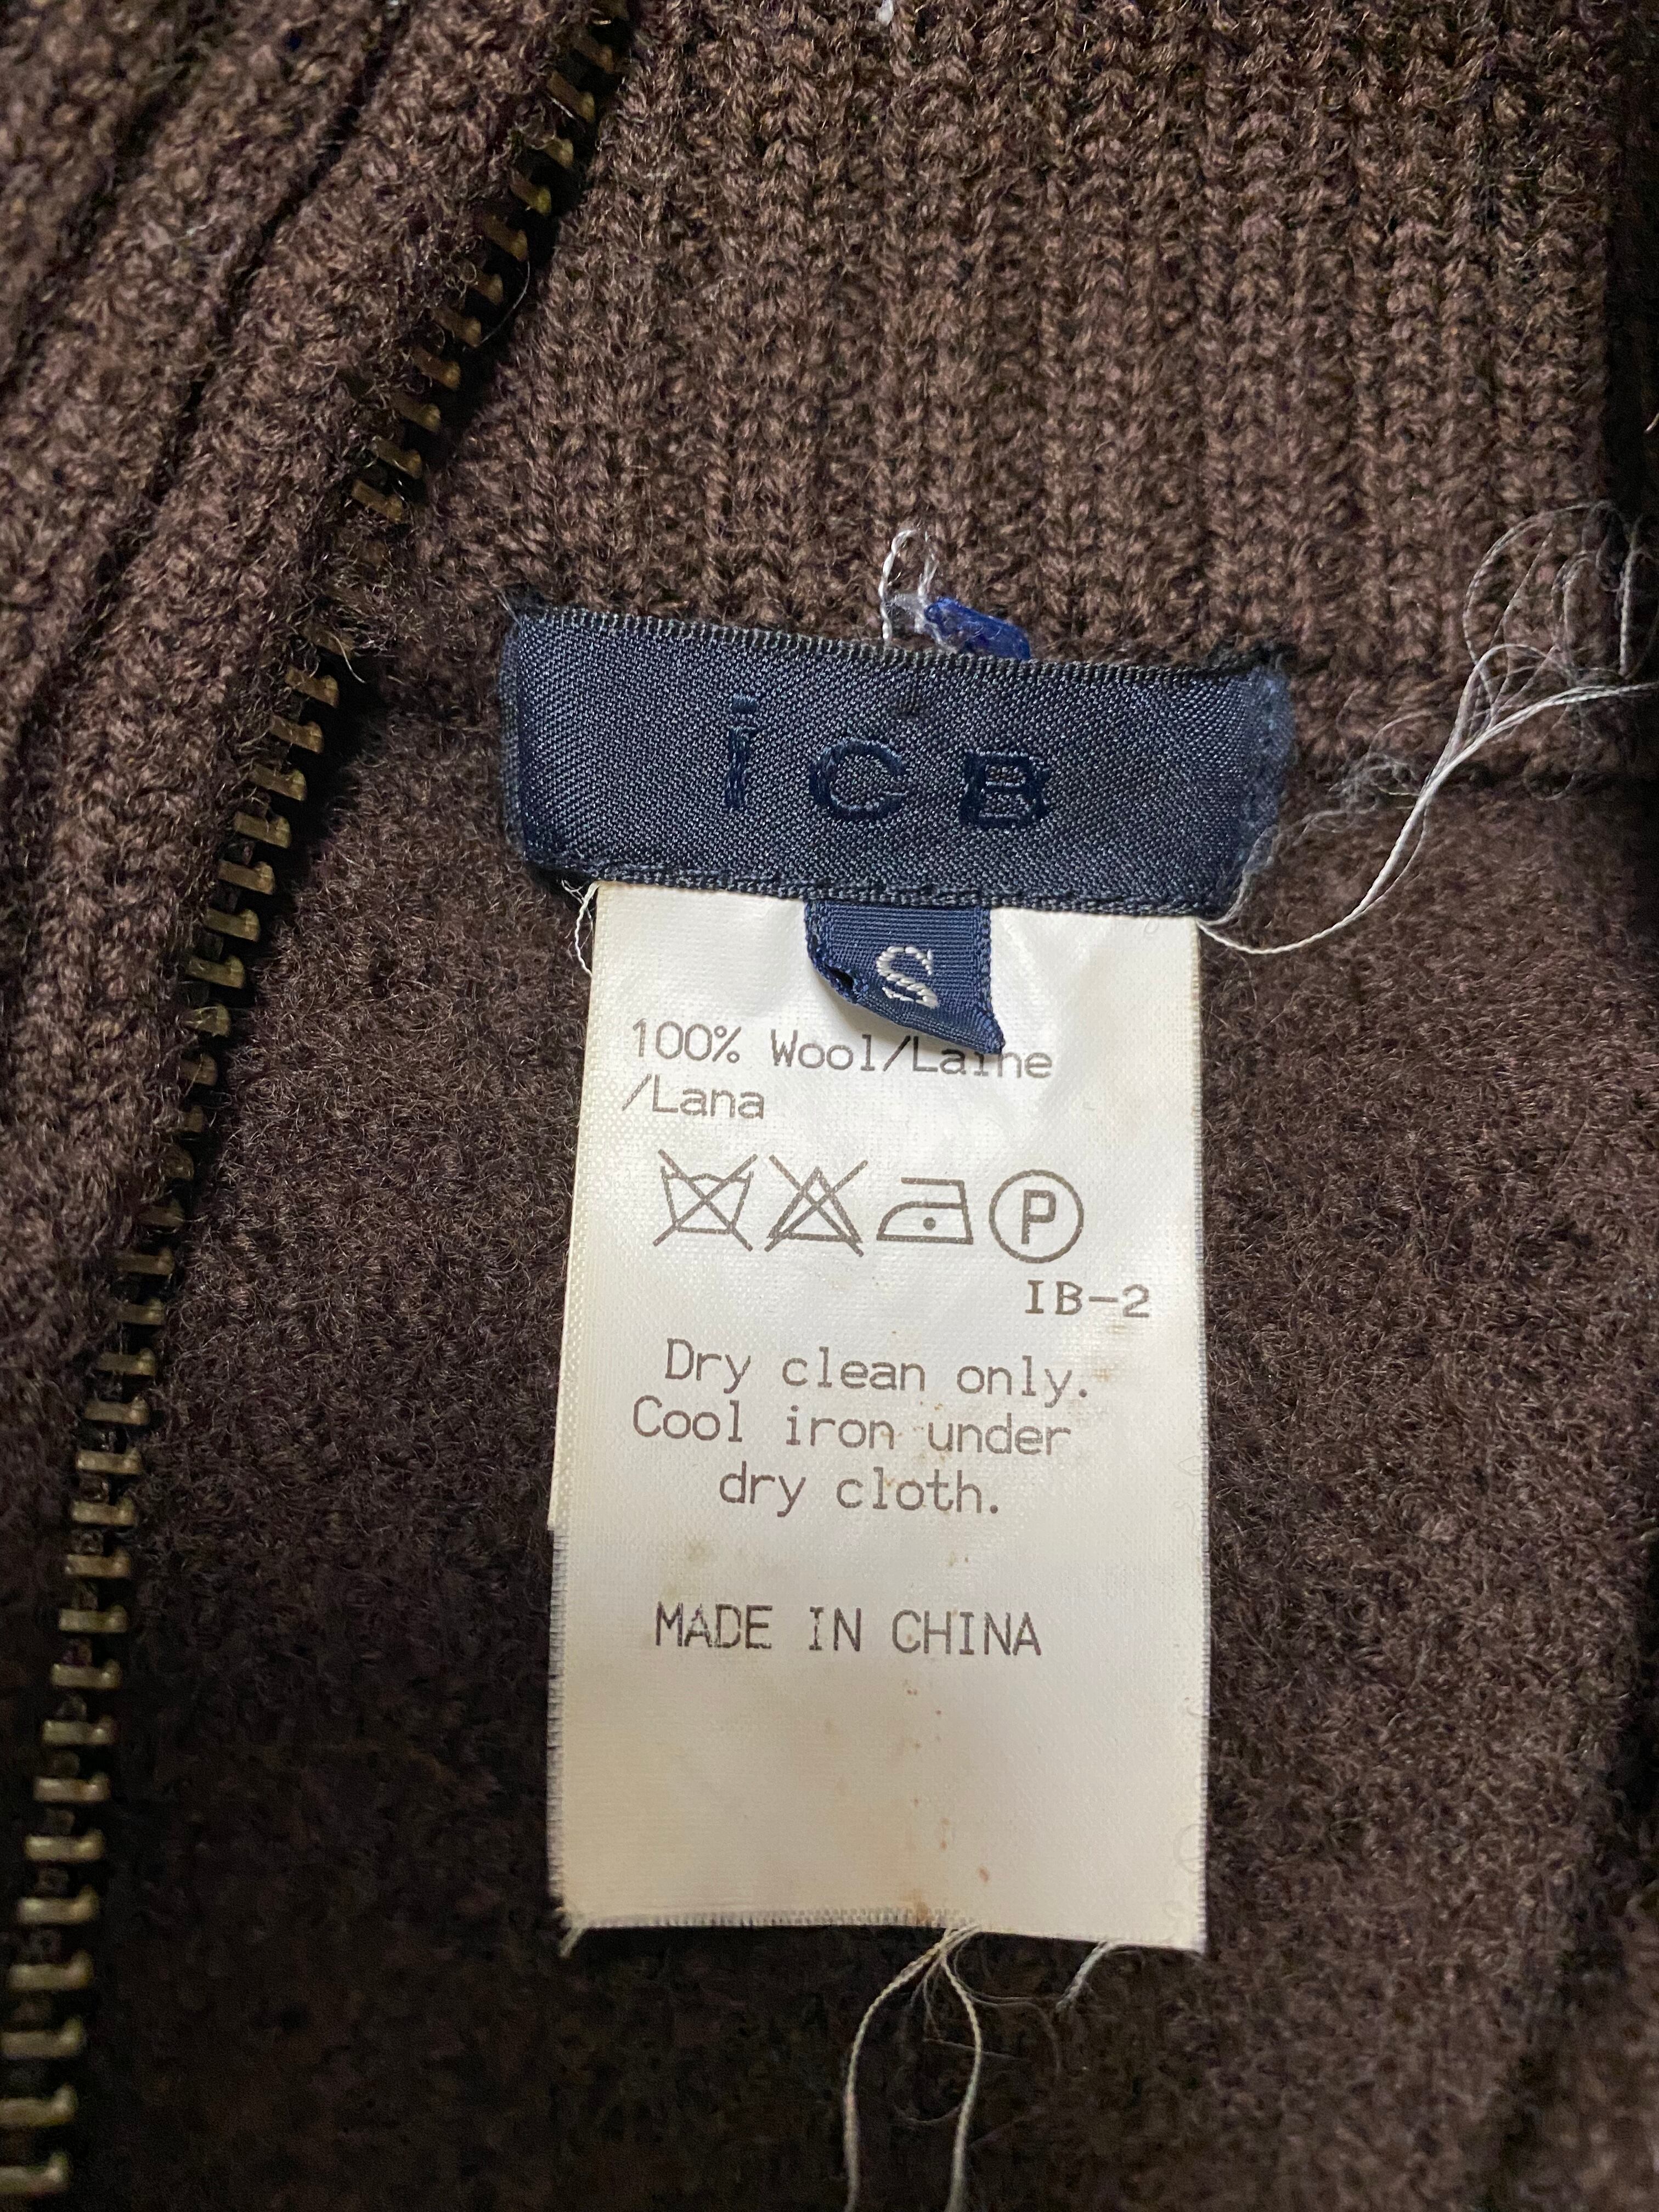 iCB
S
100% Wool/Laine
/Lana
P
IB-2
Dry clean only.
Cool iron under
dry cloth.
MADE IN CHINA